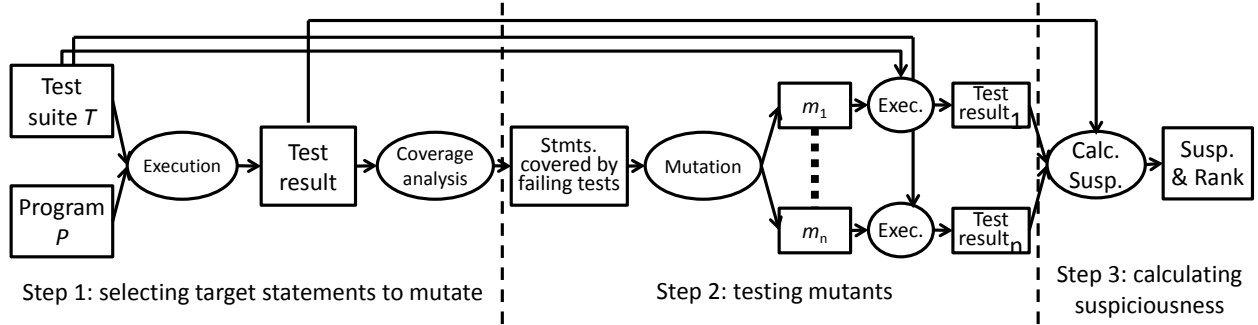 Test
suite T
Program
P
Execution
Test
result
Coverage
analysis
Stmts.
covered by
failing tests
Mutation
m1
mn
Exec.
Exec.
Test
result1
Test
resultn
Calc.
Susp.
Susp.
& Rank
Step 1: selecting target statements to mutate
Step 2: testing mutants
Step 3: calculating
suspiciousness